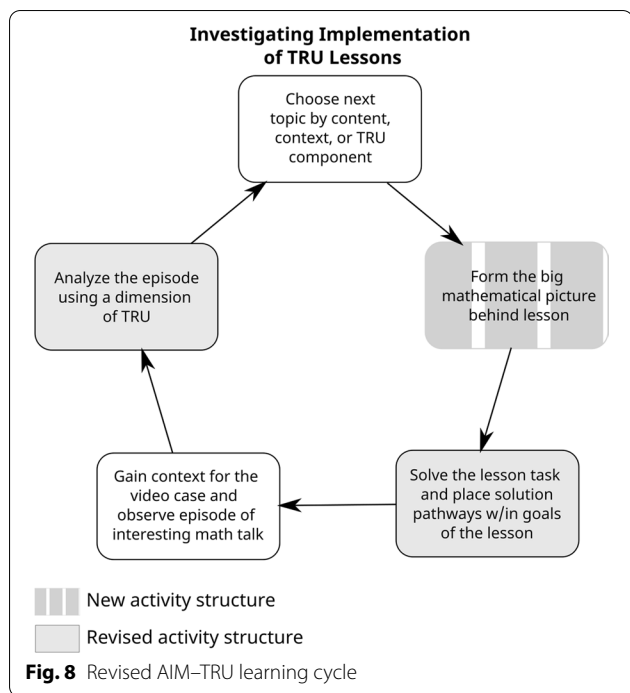 Investigating Implementation
of TRU Lessons
Choose next
topic by content,
context, or TRU
component
Form the big
mathematical picture
behind lesson
Solve the lesson task
and place solution
pathways w/in goals
of the lesson
Gain context for the
video case and
observe episode of
interesting math talk
Analyze the episode
using a dimension
of TRU
New activity structure
Revised activity structure
Fig. 8 Revised AIM–TRU learning cycle